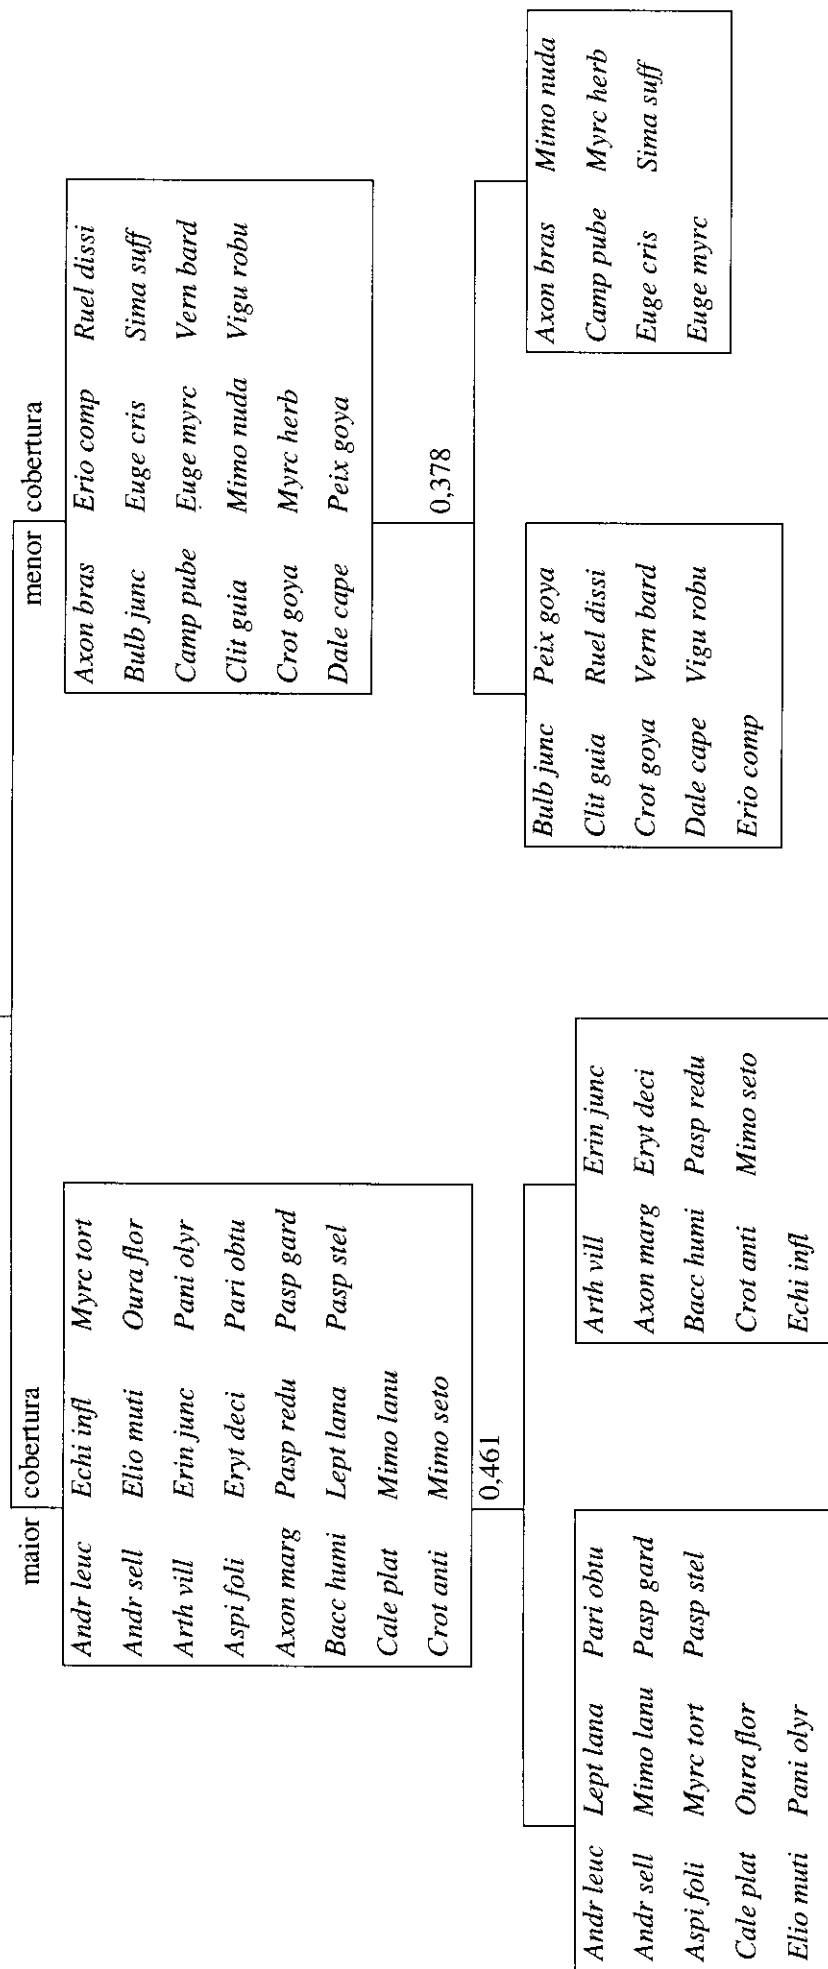 maior cobertura
Andr leuc Echi infl Myrc tort
Andr sell Elio muti Oura flor
Arth vill Erin junc Pani olyr
Aspi foli Eryt deci Pari obtu
Axon marg Pasp redu Pasp gard
Bacc humi Lept lana Pasp stel
Cale plat Mimo lanu
Crot anti Mimo seto
0,461
Andr leuc Lept lana Pari obtu
Andr sell Mimo lanu Pasp gard
Aspi foli Myrc tort Pasp stel
Cale plat Oura flor
Elio muti Pani olyr
Arth vill Erin junc
Axon marg Eryt deci
Bacc humi Pasp redu
Crot anti Mimo seto
Echi infl
menor cobertura
Axon bras Erio comp Ruel dissi
Bulb junc Euge cris Sima suff
Camp pube Euge myrc Vern bard
Clit guia Mimo nuda Vigu robu
Crot goya Myrc herb
Dale cape Peix goya
0,378
Bulb junc Peix goya
Clit guia Ruel dissi
Crot goya Vern bard
Dale cape Vigu robu
Erio comp
Axon bras Mimo nuda
Camp pube Myrc herb
Euge cris Sima suff
Euge myrc